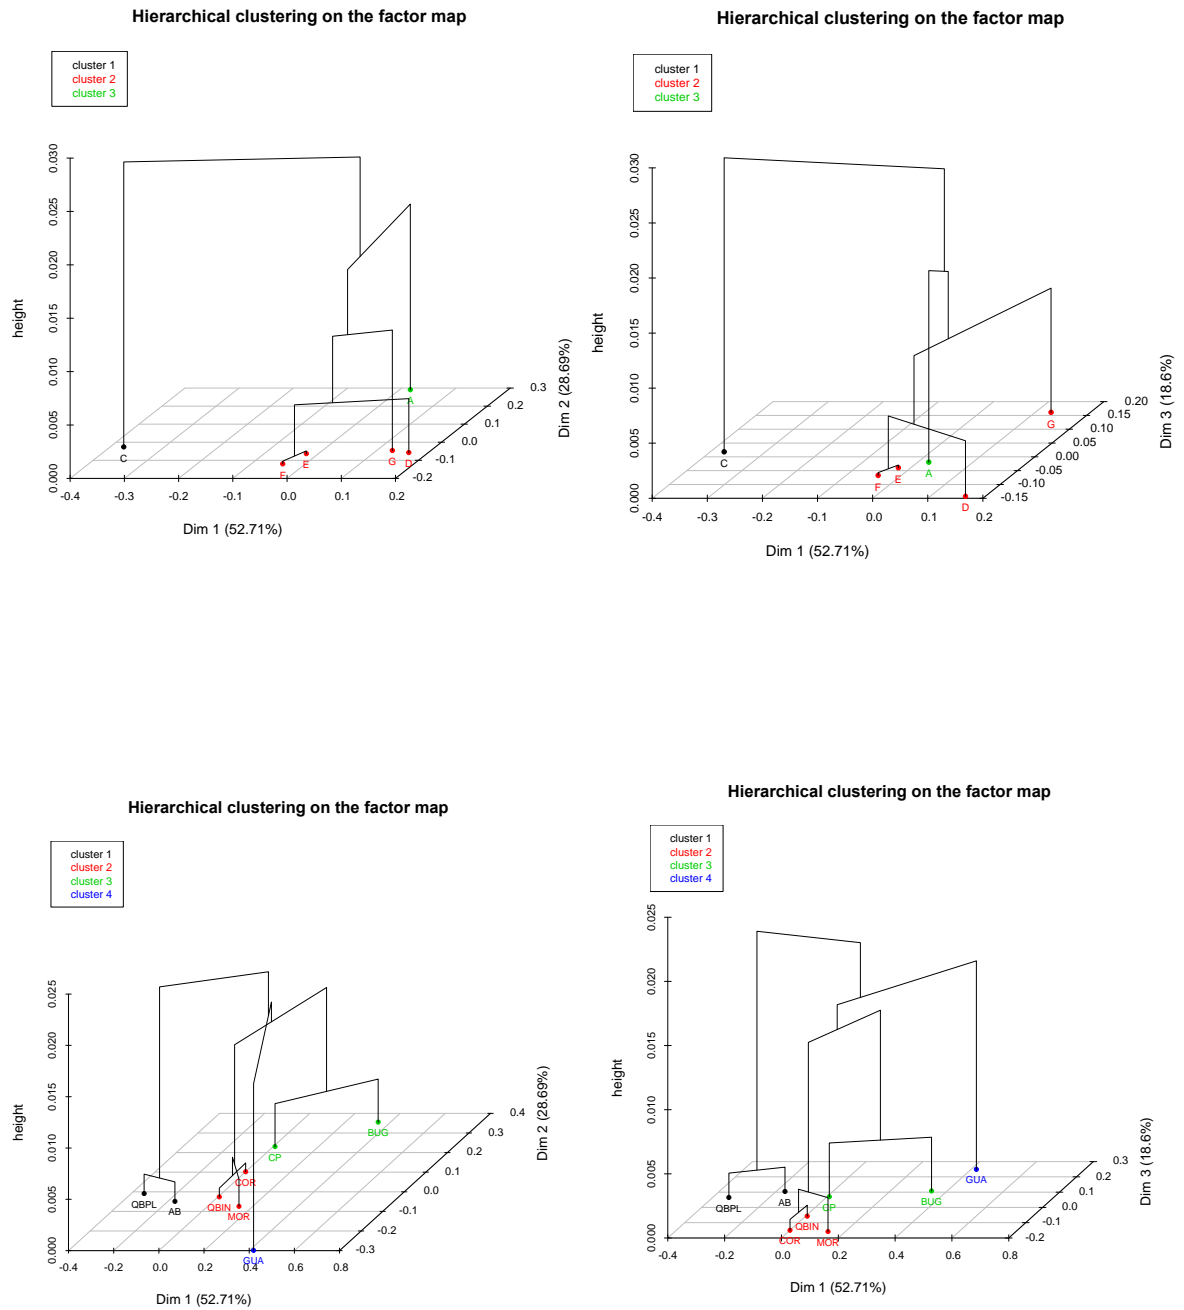 Hierarchical clustering on the factor map
cluster 1
cluster 2
cluster 3
0.030
0.025
0.020
0.015
0.010
0.005
0.000
height
-0.4
-0.3
-0.2
-0.1
0.0
0.1
0.2
Dim 1 (52.71%)
-0.2
-0.1
0.0
0.1
0.2
0.3
Dim 2 (28.69%)
C
F
E
G
D
A
Hierarchical clustering on the factor map
cluster 1
cluster 2
cluster 3
0.030
0.025
0.020
0.015
0.010
0.005
0.000
height
-0.4
-0.3
-0.2
-0.1
0.0
0.1
0.2
Dim 1 (52.71%)
-0.15
-0.10
-0.05
0.00
0.05
0.15
0.20
Dim 3 (18.6%)
C
F
E
A
D
G
Hierarchical clustering on the factor map
cluster 1
cluster 2
cluster 3
cluster 4
0.025
0.020
0.015
0.010
0.005
0.000
height
-0.4
-0.2
0.0
0.2
0.4
0.6
0.8
Dim 1 (52.71%)
-0.3
-0.2
-0.1
0.0
0.1
0.2
0.3
0.4
Dim 2 (28.69%)
QBPL
AB
QBIN
COR
MOR
GUA
CP
BUG
Hierarchical clustering on the factor map
cluster 1
cluster 2
cluster 3
cluster 4
0.025
0.020
0.015
0.010
0.005
0.000
height
-0.4
-0.2
0.0
0.2
0.4
0.6
0.8
Dim 1 (52.71%)
-0.2
-0.1
0.0
0.1
0.2
0.3
Dim 3 (18.6%)
QBPL
AB
COR
QBIN
MOR
CP
BUG
GUA